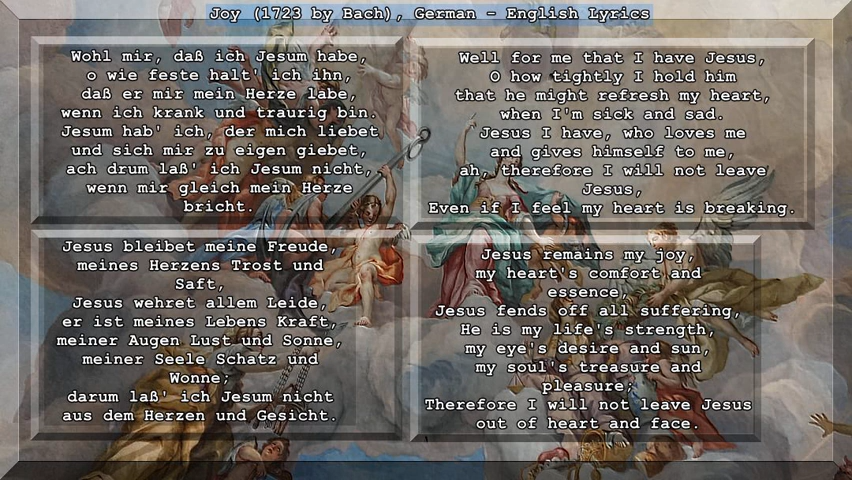 Joy (1723 by Bach), German - English Lyrics
Wohl mir, daß ich Jesum habe,
o wie feste halt' ich ihn,
daß er mir mein Herze labe,
wenn ich krank und traurig bin.
Jesum hab' ich, der mich liebet
und sich mir zu eigen giebet,
ach drum laß' ich Jesum nicht,
wenn mir gleich mein Herze
bricht.
Well for me that I have Jesus,
O how tightly I hold him
that he might refresh my heart,
when I'm sick and sad.
Jesus I have, who loves me
and gives himself to me,
ah, therefore I will not leave
Jesus,
Even if I feel my heart is breaking.
Jesus bleibet meine Freude,
meines Herzens Trost und
Saft,
Jesus wehret allem Leide,
er ist meines Lebens Kraft,
meiner Augen Lust und Sonne,
meiner Seele Schatz und
Wonne;
darum laß' ich Jesum nicht
aus dem Herzen und Gesicht.
Jesus remains my joy,
my heart's comfort and
essence,
Jesus fends off all suffering,
He is my life's strength,
my eye's desire and sun,
my soul's treasure and
pleasure;
Therefore I will not leave Jesus
out of heart and face.